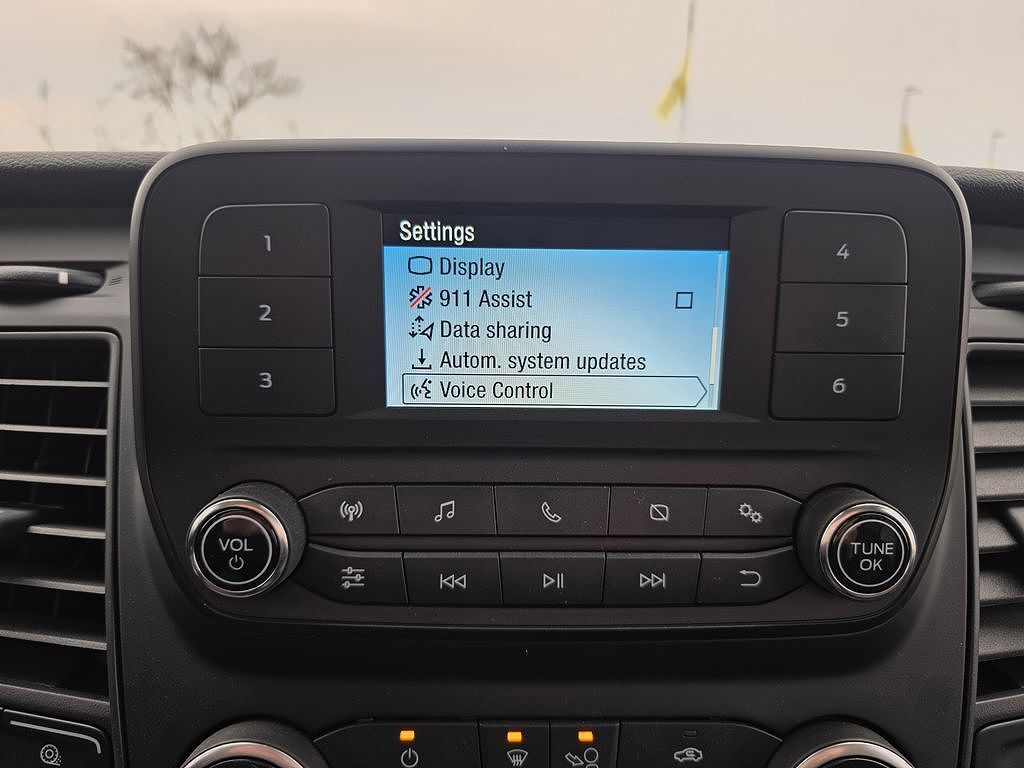 Settings
Display
911 Assist
Data sharing
Autom. system updates
Voice Control
1
2
3
4
5
6
VOL
TUNE
OK